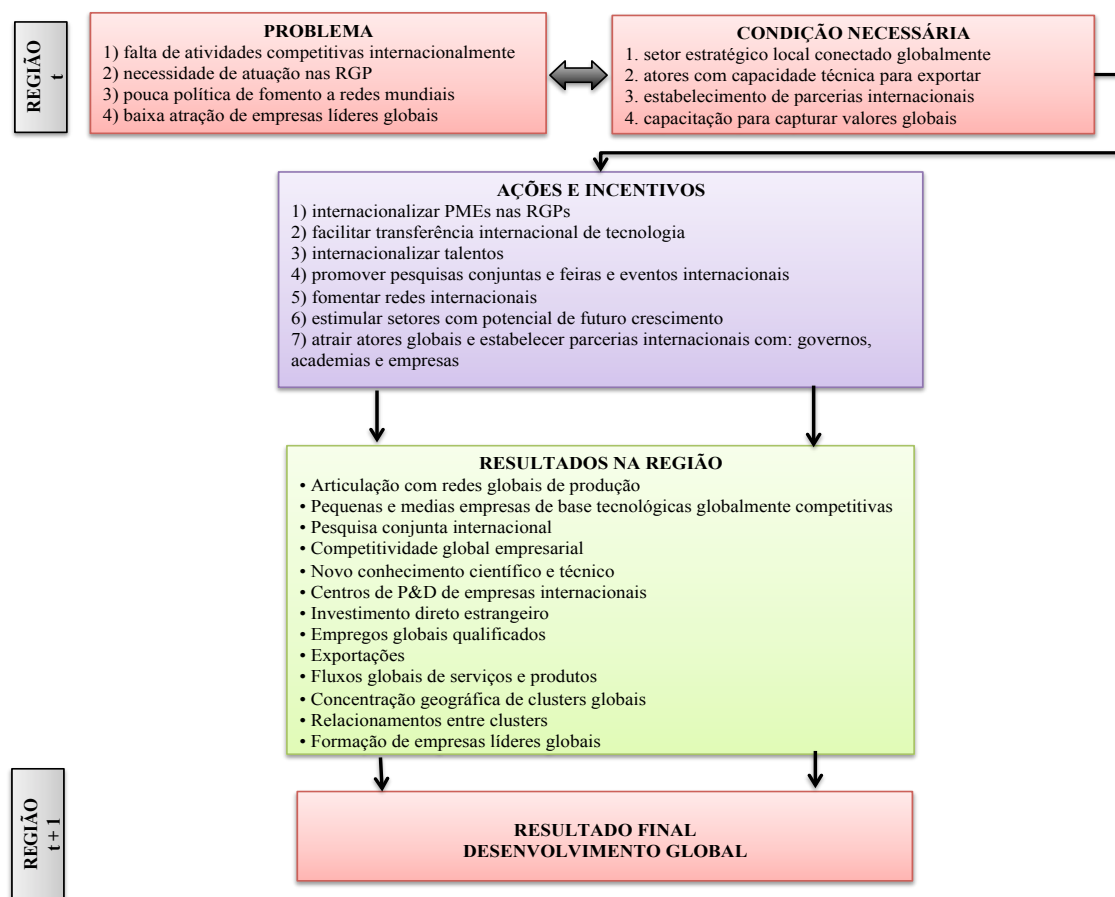 REGIÃO
t
PROBLEMA
1) falta de atividades competitivas internacionalmente
2) necessidade de atuação nas RGP
3) pouca política de fomento a redes mundiais
4) baixa atração de empresas líderes globais
CONDIÇÃO NECESSÁRIA
1. setor estratégico local conectado globalmente
2. atores com capacidade técnica para exportar
3. estabelecimento de parcerias internacionais
4. capacitação para capturar valores globais
AÇÕES E INCENTIVOS
1) internacionalizar PMEs nas RGPs
2) facilitar transferência internacional de tecnologia
3) internacionalizar talentos
4) promover pesquisas conjuntas e feiras e eventos internacionais
5) fomentar redes internacionais
6) estimular setores com potencial de futuro crescimento
7) atrair atores globais e estabelecer parcerias internacionais com: governos,
academias e empresas
RESULTADOS NA REGIÃO
• Articulação com redes globais de produção
• Pequenas e medias empresas de base tecnológicas globalmente competitivas
• Pesquisa conjunta internacional
• Competitividade global empresarial
• Novo conhecimento científico e técnico
• Centros de P&D de empresas internacionais
• Investimento direto estrangeiro
• Empregos globais qualificados
• Exportações
• Fluxos globais de serviços e produtos
• Concentração geográfica de clusters globais
• Relacionamentos entre clusters
• Formação de empresas líderes globais
REGIÃO
t + 1
RESULTADO FINAL
DESENVOLVIMENTO GLOBAL